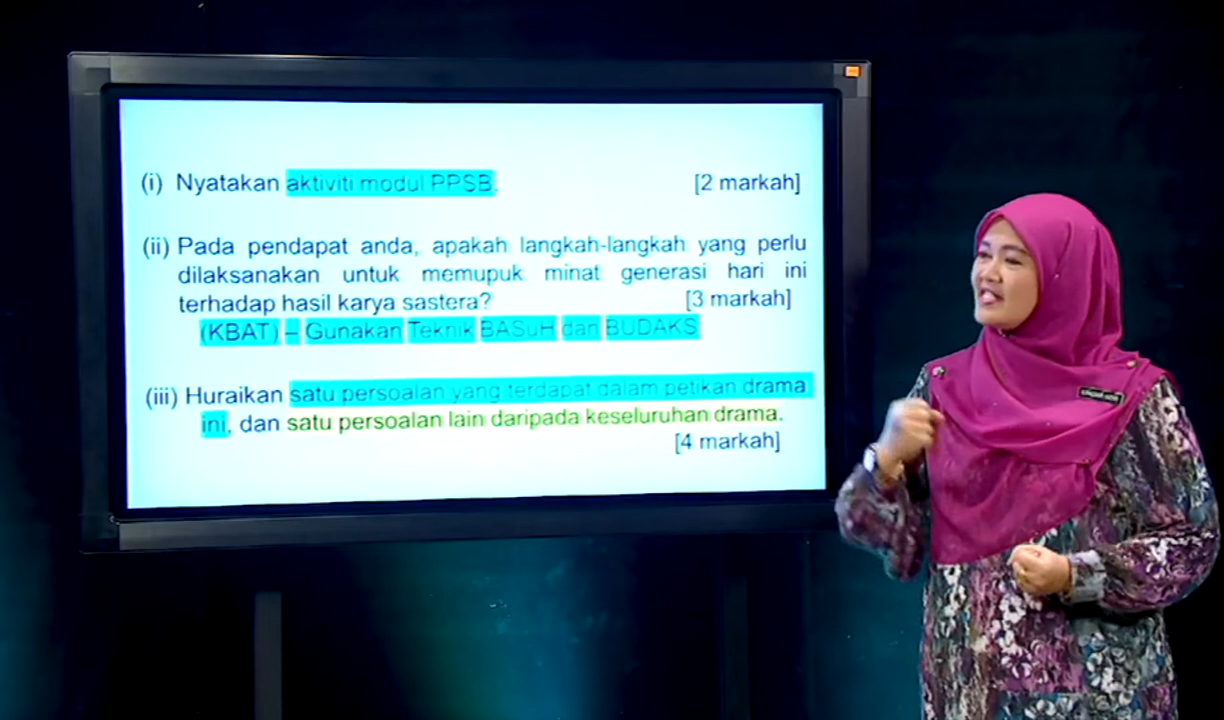 (i) Nyatakan aktiviti modul PPSB. [2 markah]
(ii) Pada pendapat anda, apakah langkah-langkah yang perlu
dilaksanakan untuk memupuk minat generasi hari ini
terhadap hasil karya sastera? [3 markah]
(KBAT) – Gunakan Teknik BASuH dan BUDAKS
(iii) Huraikan satu persoalan yang terdapat dalam petikan drama
ini, dan satu persoalan lain daripada keseluruhan drama.
[4 markah]